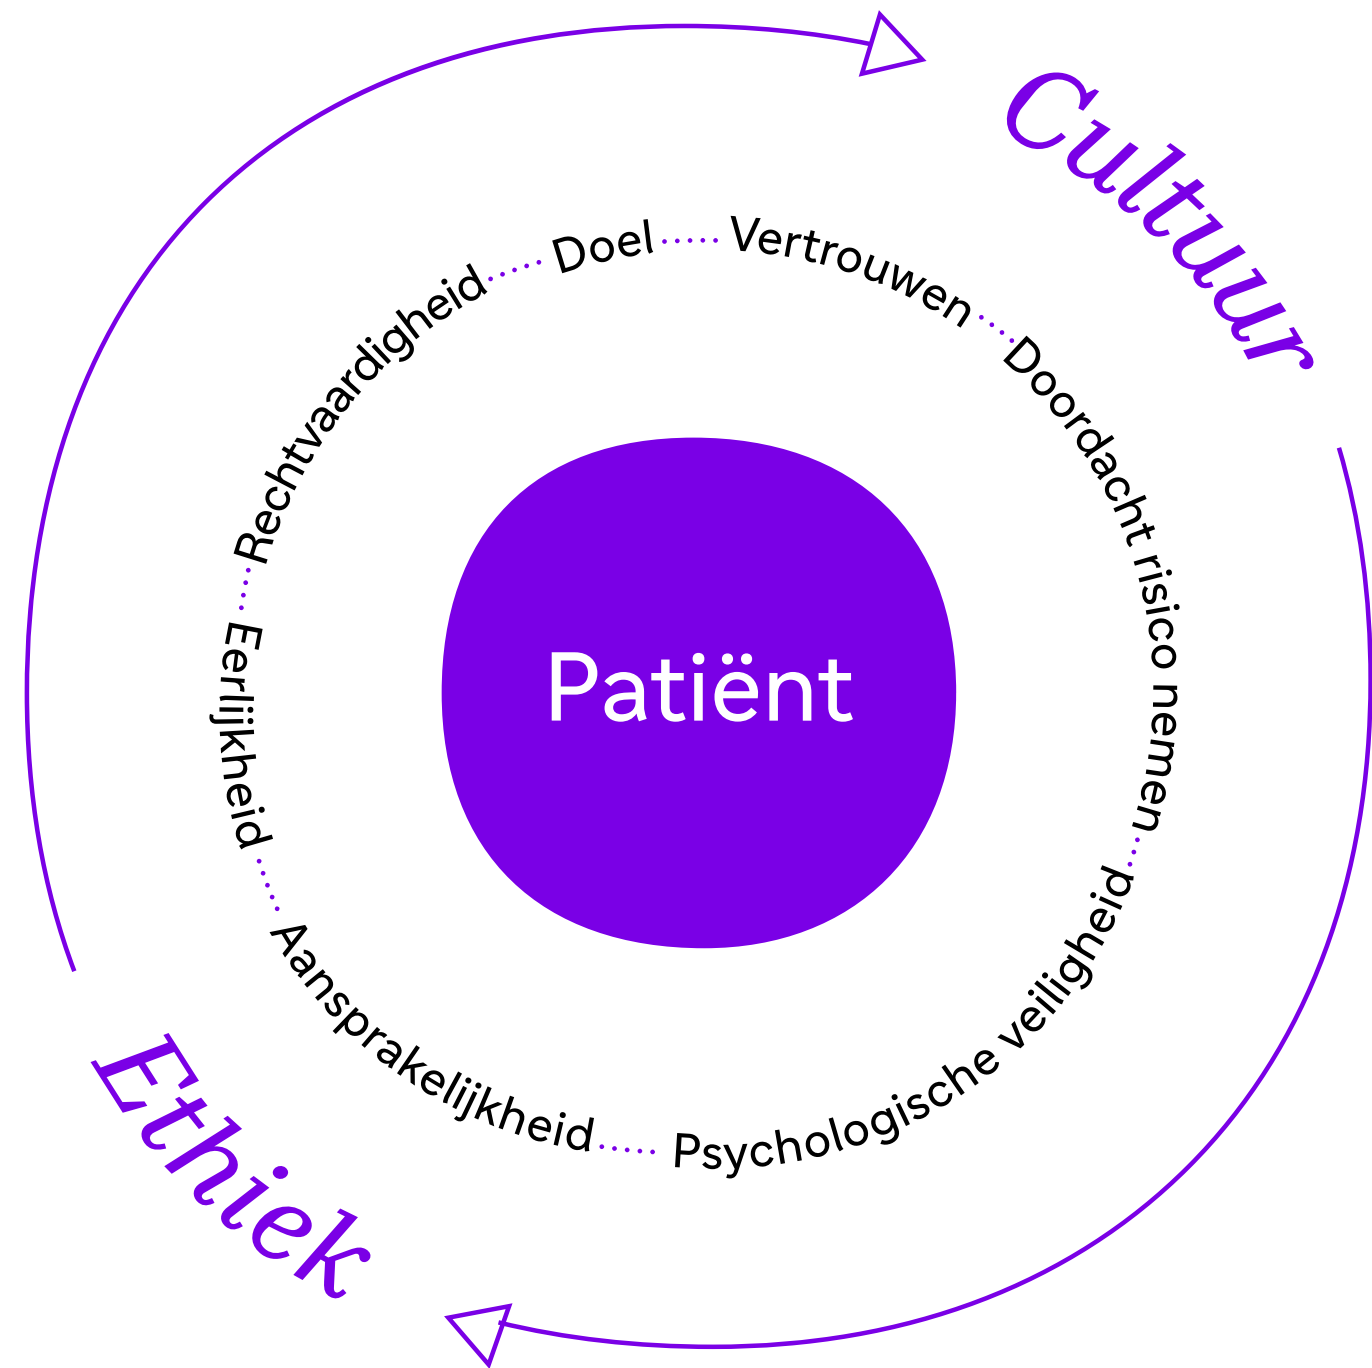 Cultuur
Doel
Vertrouwen
Doordacht risico nemen
Psychologische veiligheid
Aansprakelijkheid
Eerlijkheid
Rechtvaardigheid
Patiënt
Ethiek